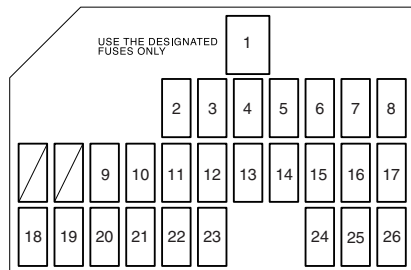 1
USE THE DESIGNATED
FUSES ONLY
2 3 4 5 6 7 8
9 10 11 12 13 14 15 16 17
18 19 20 21 22 23 24 25 26